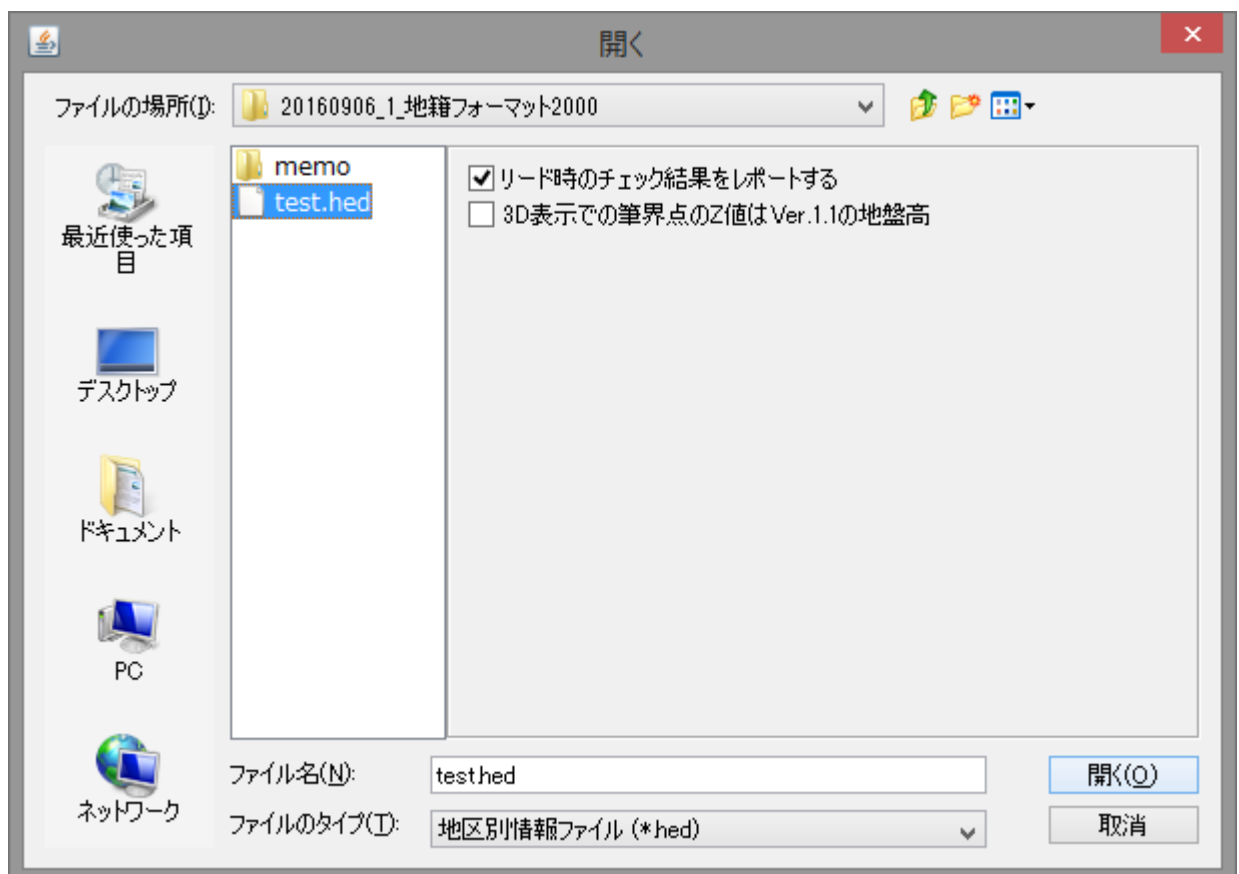 開く
ファイルの場所(I):
20160906_1_地籍フォーマット2000
最近使った項
目
デスクトップ
ドキュメント
PC
ネットワーク
memo
test.hed
リード時のチェック結果をレポートする
3D表示での筆界点のZ値はVer.1.1の地盤高
ファイル名(N):
test.hed
開く(O)
ファイルのタイプ(T):
地区別情報ファイル (*.hed)
取消